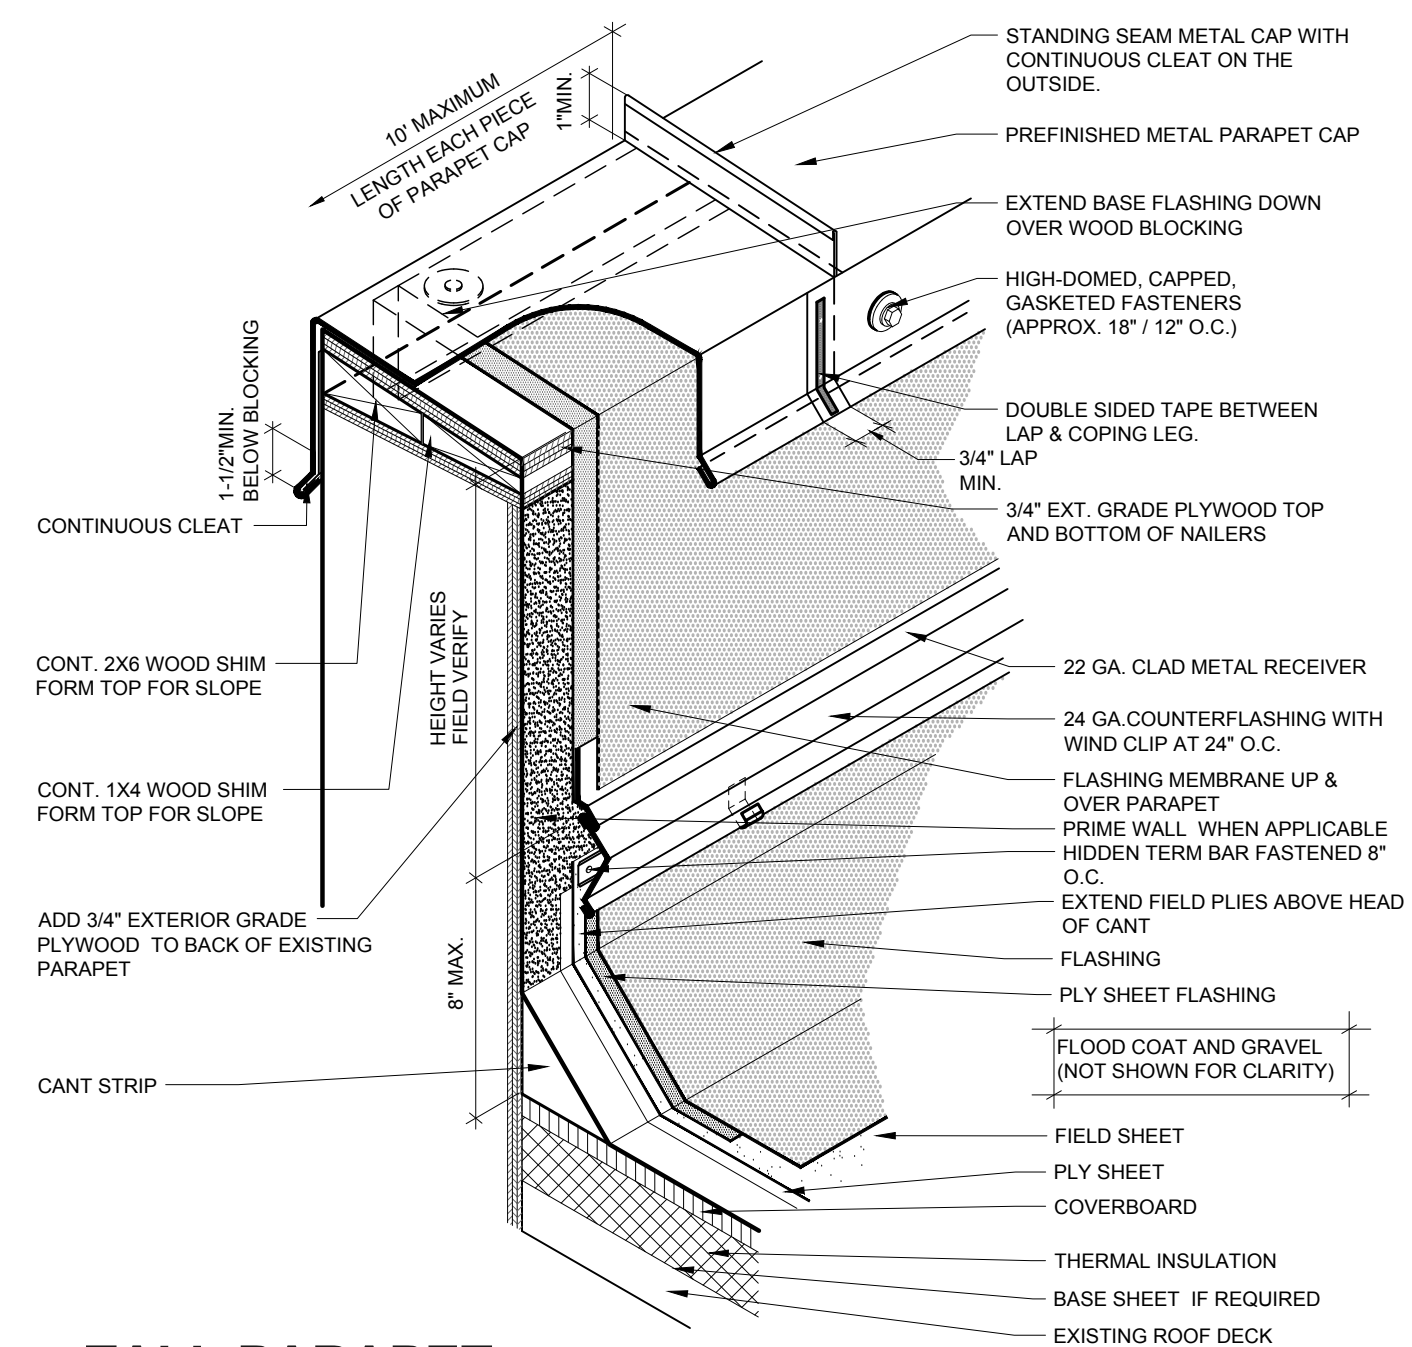 10' MAXIMUM
LENGTH EACH PIECE
OF PARAPET CAP
1"MIN.
STANDING SEAM METAL CAP WITH
CONTINUOUS CLEAT ON THE
OUTSIDE.
PREFINISHED METAL PARAPET CAP
EXTEND BASE FLASHING DOWN
OVER WOOD BLOCKING
HIGH-DOMED, CAPPED,
GASKETED FASTENERS
(APPROX. 18" / 12" O.C.)
DOUBLE SIDED TAPE BETWEEN
LAP & COPING LEG.
3/4" LAP
MIN.
3/4" EXT. GRADE PLYWOOD TOP
AND BOTTOM OF NAILERS
1-1/2"MIN.
BELOW BLOCKING
CONTINUOUS CLEAT
CONT. 2X6 WOOD SHIM
FORM TOP FOR SLOPE
CONT. 1X4 WOOD SHIM
FORM TOP FOR SLOPE
ADD 3/4" EXTERIOR GRADE
PLYWOOD TO BACK OF EXISTING
PARAPET
CANT STRIP
HEIGHT VARIES
FIELD VERIFY
8" MAX.
22 GA. CLAD METAL RECEIVER
24 GA.COUNTERFLASHING WITH
WIND CLIP AT 24" O.C.
FLASHING MEMBRANE UP &
OVER PARAPET
PRIME WALL WHEN APPLICABLE
HIDDEN TERM BAR FASTENED 8"
O.C.
EXTEND FIELD PLIES ABOVE HEAD
OF CANT
FLASHING
PLY SHEET FLASHING
FLOOD COAT AND GRAVEL
(NOT SHOWN FOR CLARITY)
FIELD SHEET
PLY SHEET
COVERBOARD
THERMAL INSULATION
BASE SHEET IF REQUIRED
EXISTING ROOF DECK